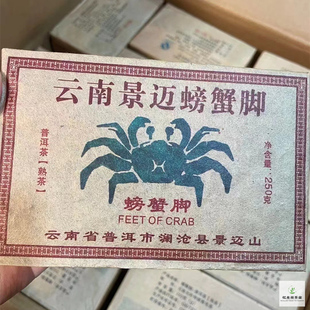 云南景迈螃蟹脚
普洱茶【熟茶】
净含量：250克
螃蟹脚
FEET OF CRAB
云南省普洱市澜沧县景迈山